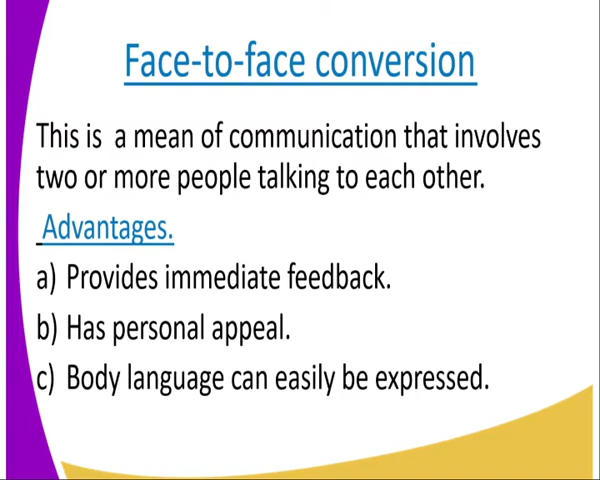 Face-to-face conversion
This is a mean of communication that involves
two or more people talking to each other.
Advantages.
a) Provides immediate feedback.
b) Has personal appeal.
c) Body language can easily be expressed.